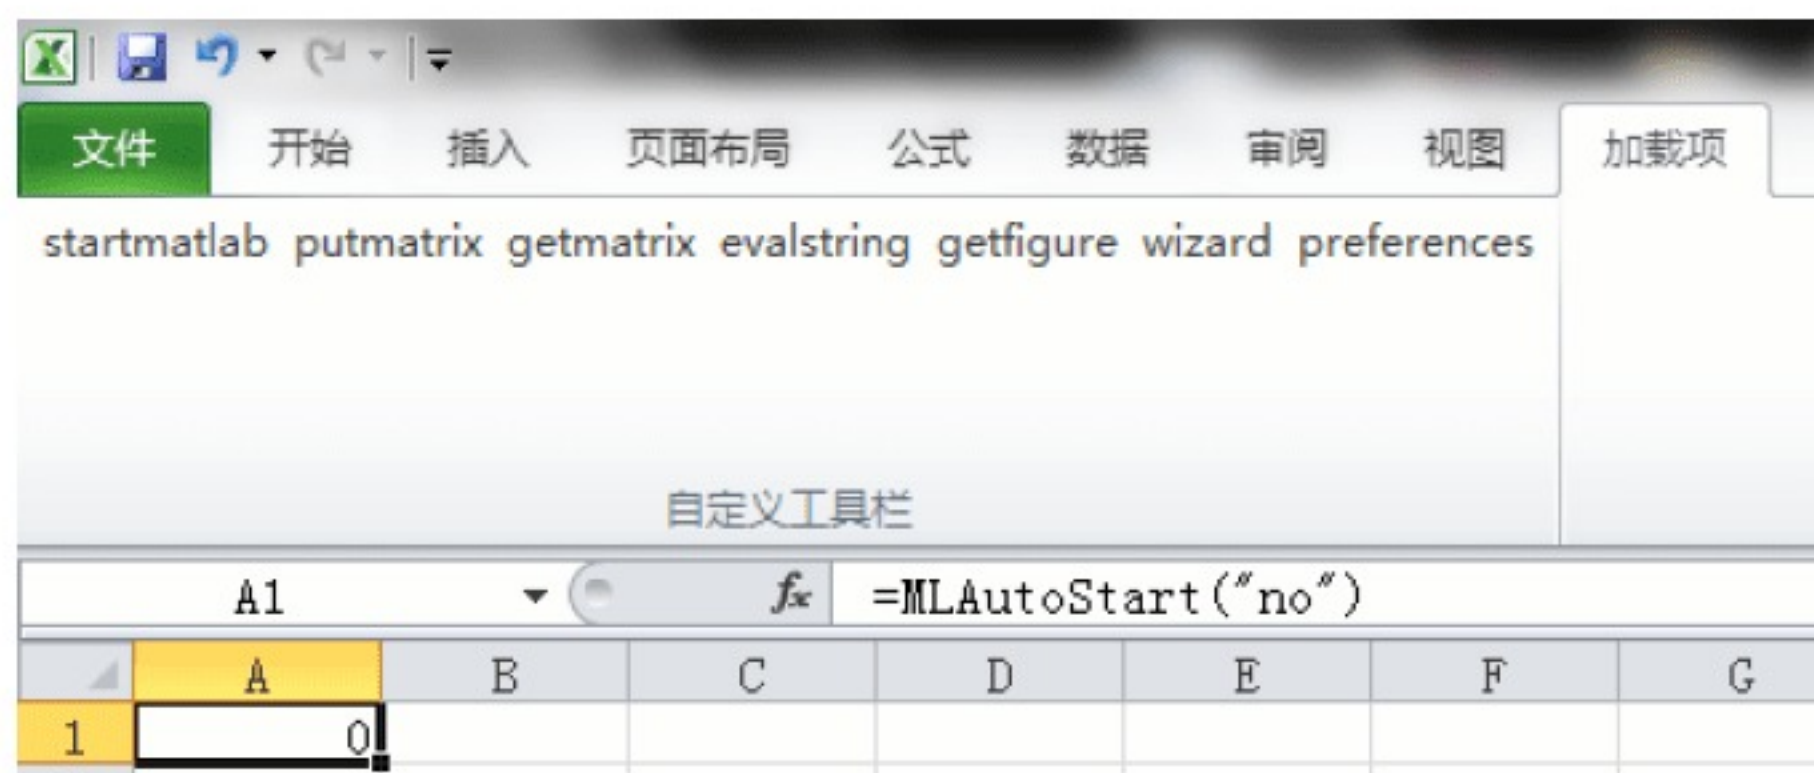 文件 开始 插入 页面布局 公式 数据 审阅 视图 加载项
startmatlab putmatrix getmatrix evalstring getfigure wizard preferences
自定义工具栏
A1 fx =MLAutoStart("no")
A B C D E F G
1 0